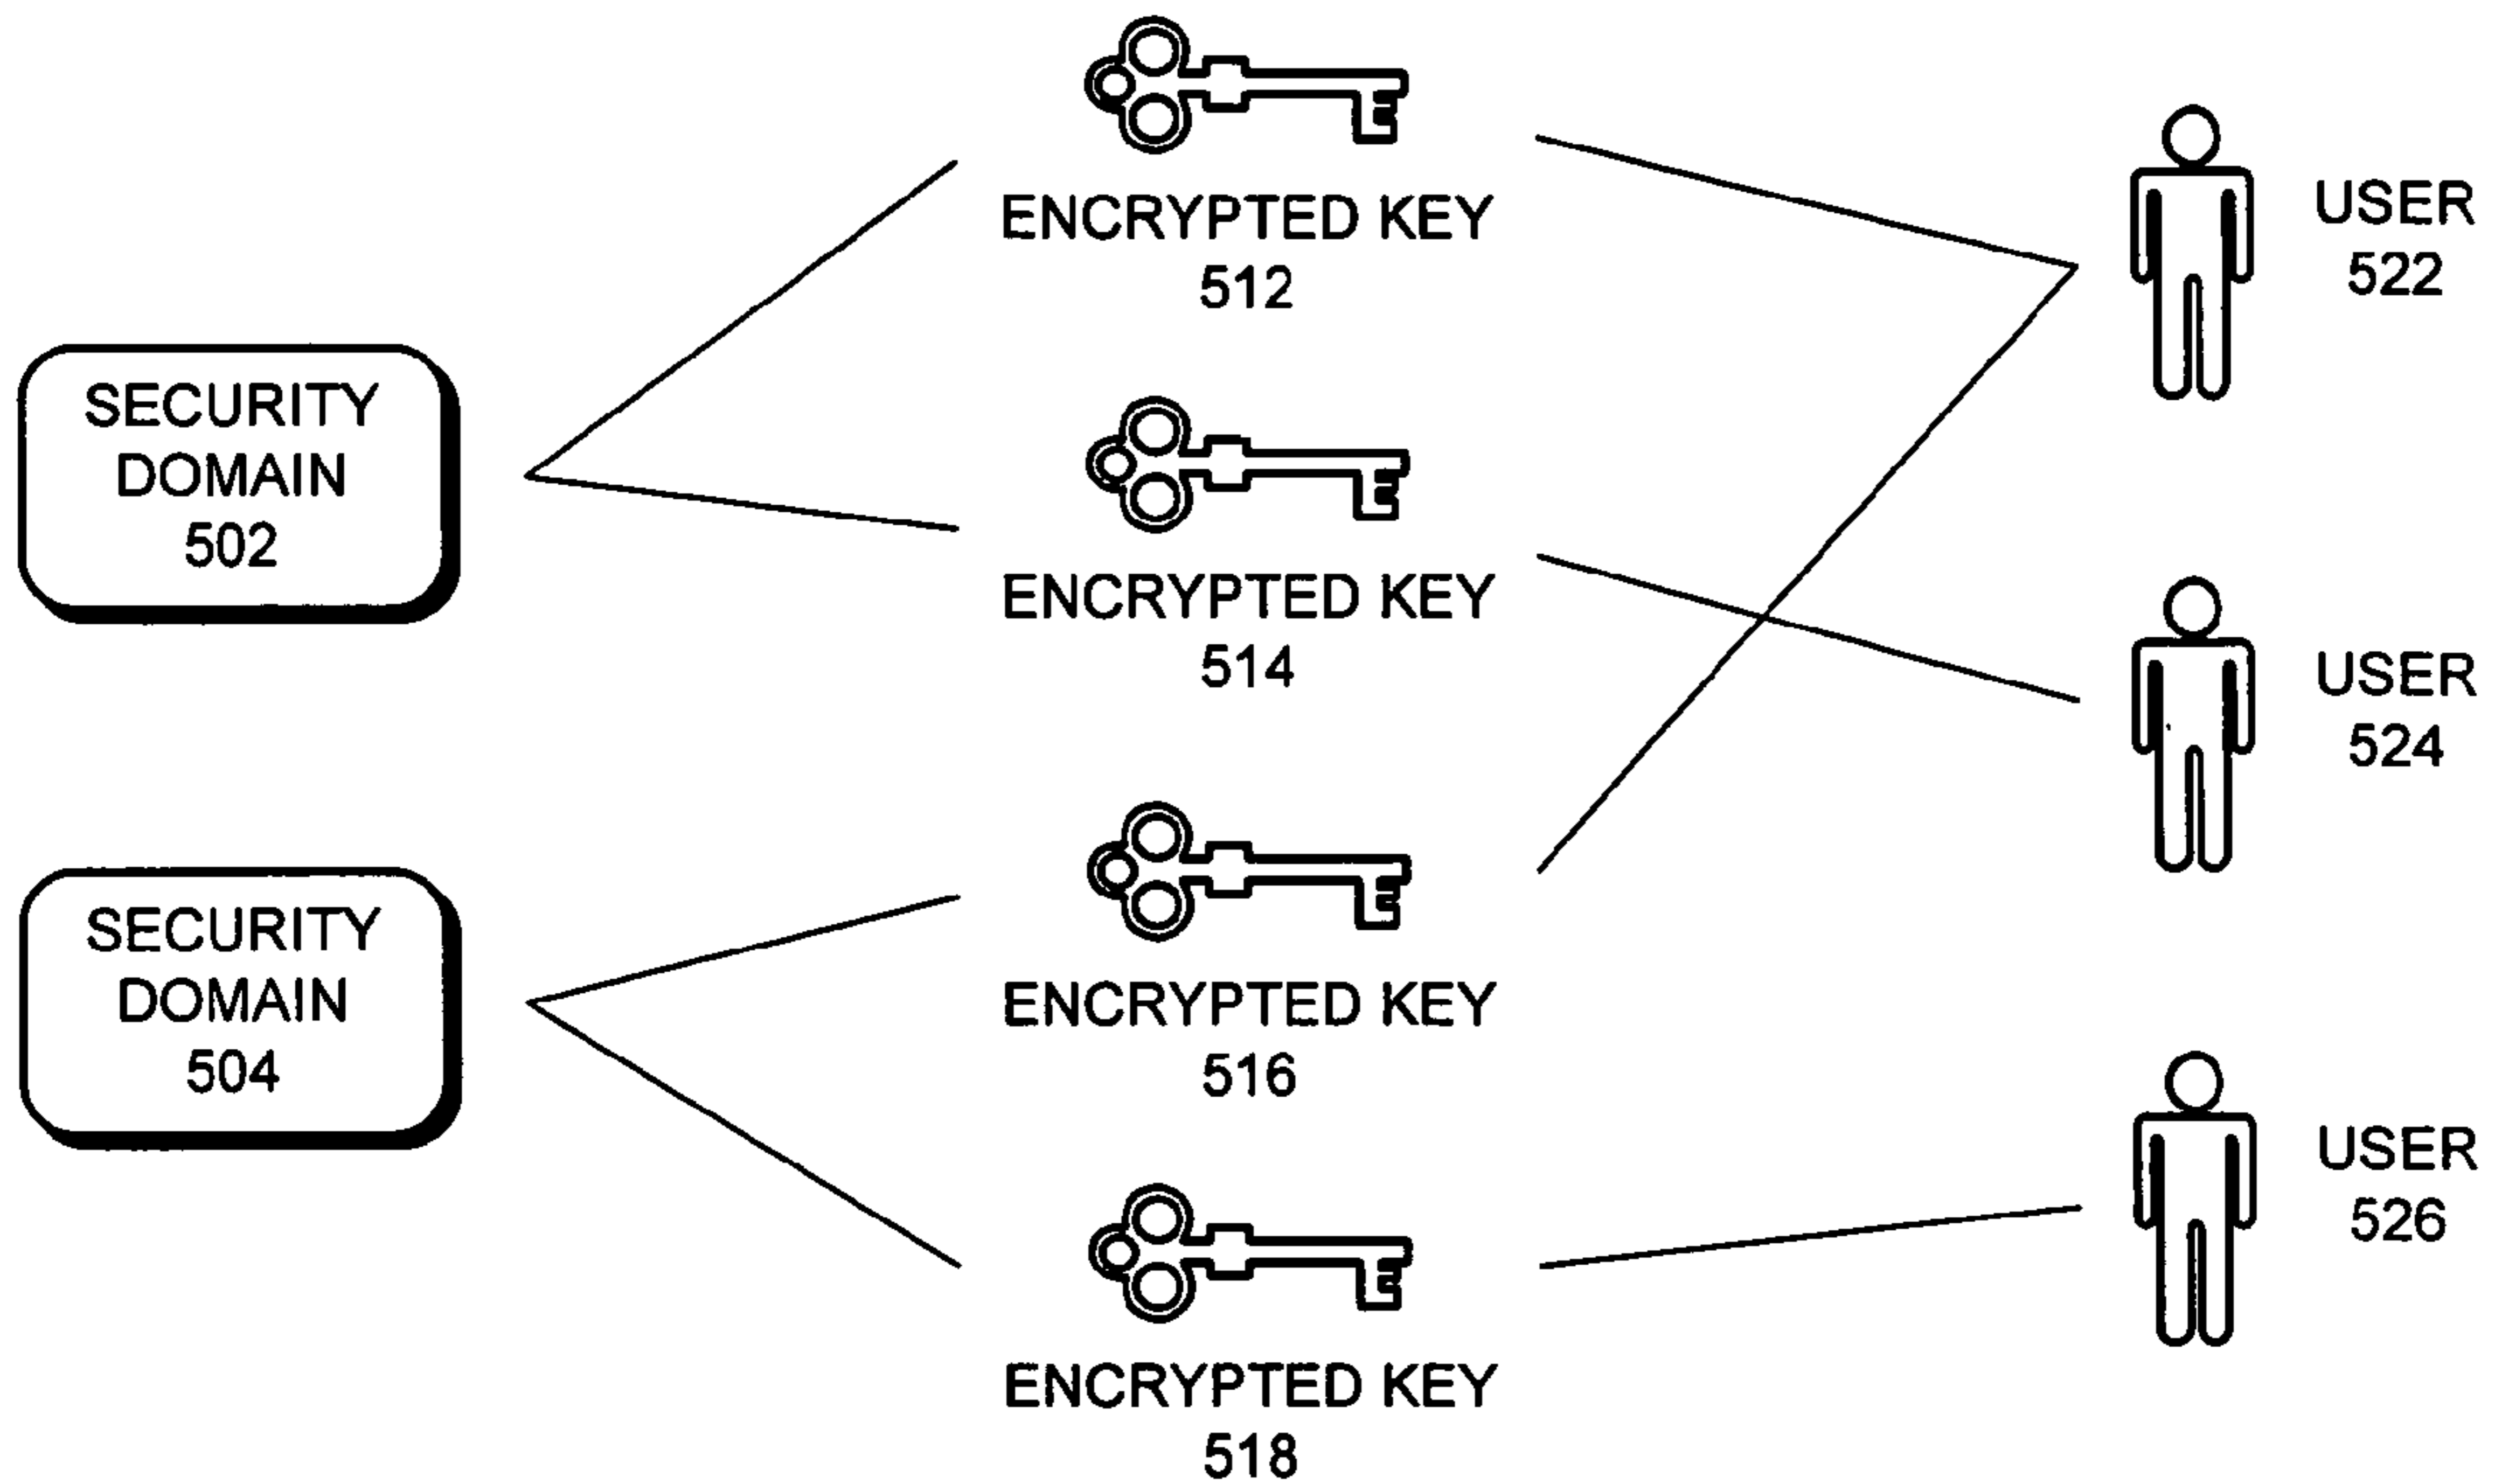 SECURITY
DOMAIN
502
SECURITY
DOMAIN
504
ENCRYPTED KEY
512
ENCRYPTED KEY
514
ENCRYPTED KEY
516
ENCRYPTED KEY
518
USER
522
USER
524
USER
526